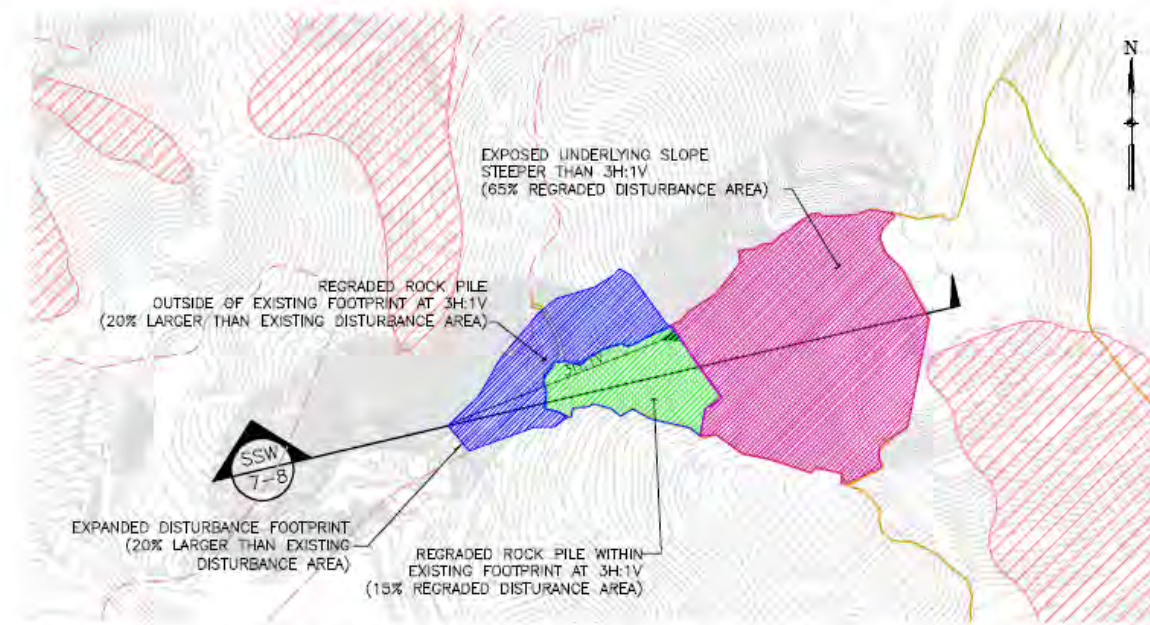 N
EXPOSED UNDERLYING SLOPE
STEEPER THAN 3H:1V
(65% REGRADED DISTURBANCE AREA)
REGRADED ROCK PILE
OUTSIDE OF EXISTING FOOTPRINT AT 3H:1V
(20% LARGER THAN EXISTING DISTURBANCE AREA)
SSW
7-8
EXPANDED DISTURBANCE FOOTPRINT
(20% LARGER THAN EXISTING
DISTURBANCE AREA)
REGRADED ROCK PILE WITHIN
EXISTING FOOTPRINT AT 3H:1V
(15% REGRADED DISTURANCE AREA)